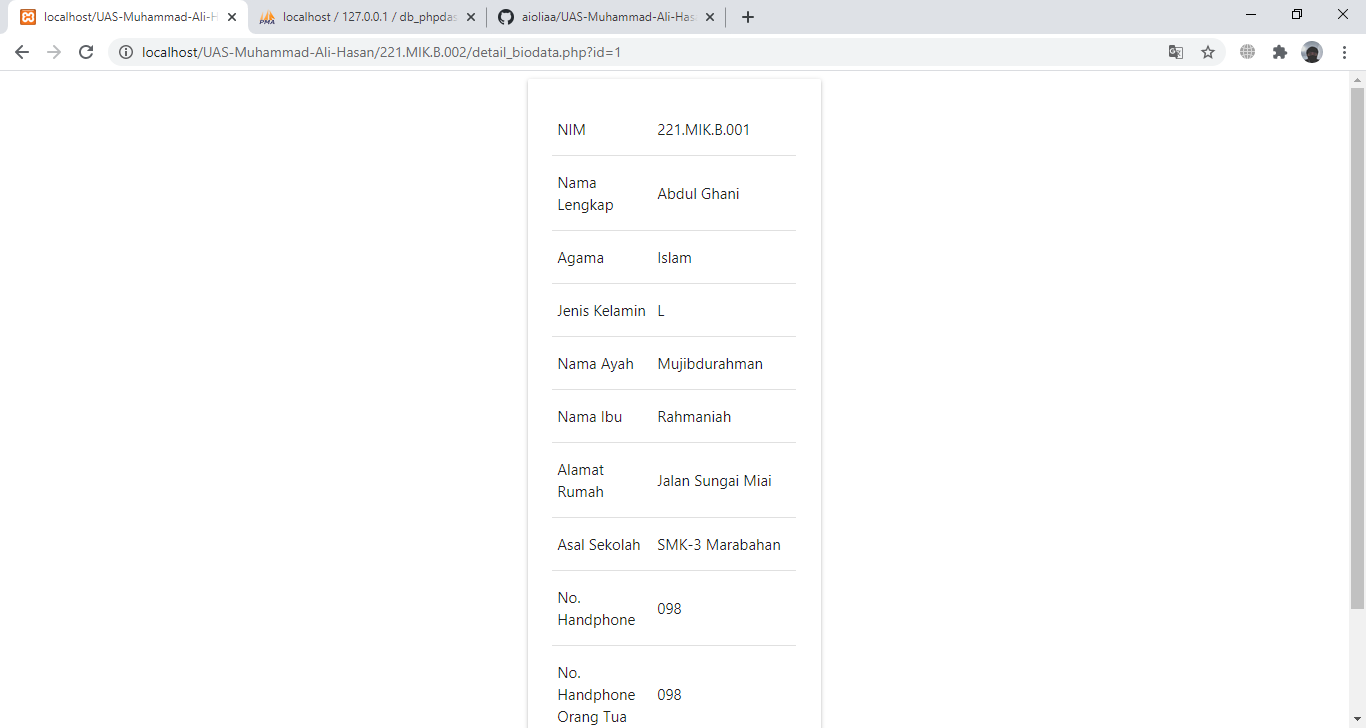 localhost/UAS-Muhammad-Ali-H
localhost / 127.0.0.1 / db_phpdas
aioliaa/UAS-Muhammad-Ali-Has
localhost/UAS-Muhammad-Ali-Hasan/221.MIK.B.002/detail_biodata.php?id=1
NIM 221.MIK.B.001
Nama
Lengkap
Abdul Ghani
Agama Islam
Jenis Kelamin L
Nama Ayah Mujibdurahman
Nama Ibu Rahmaniah
Alamat
Rumah
Jalan Sungai Miai
Asal Sekolah SMK-3 Marabahan
No.
Handphone
098
No.
Handphone
Orang Tua
098